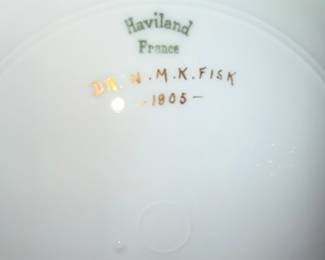 Haviland
France
DR. N. M. K. FISK
- 1905 -